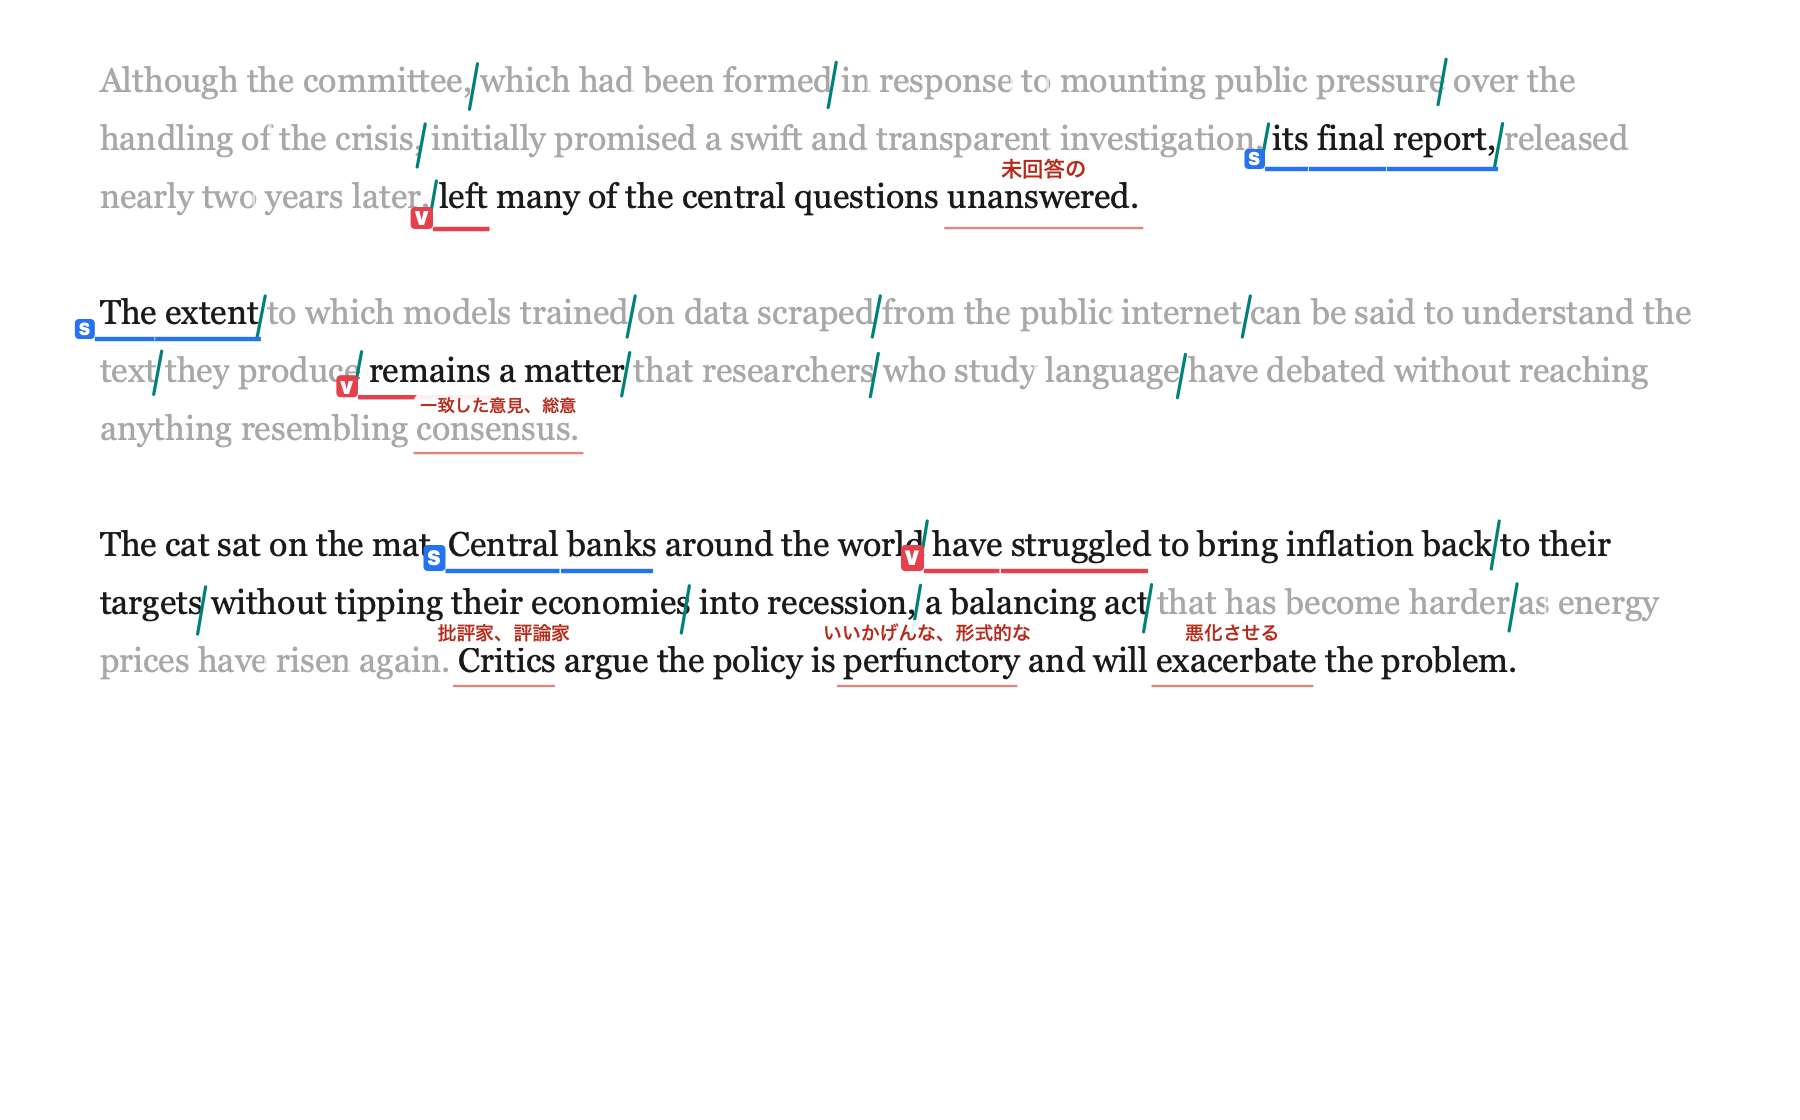 Although the committee, which had been formed in response to mounting public pressure over the
handling of the crisis, initially promised a swift and transparent investigation, its final report, released
S
未回答の
nearly two years later, left many of the central questions unanswered.
V
The extent to which models trained on data scraped from the public internet can be said to understand the
S
text they produce remains a matter that researchers who study language have debated without reaching
V
一致した意見、総意
anything resembling consensus.
The cat sat on the mat. Central banks around the world have struggled to bring inflation back to their
S V
targets without tipping their economies into recession, a balancing act that has become harder as energy
批評家、評論家 いいかげんな、形式的な 悪化させる
prices have risen again. Critics argue the policy is perfunctory and will exacerbate the problem.